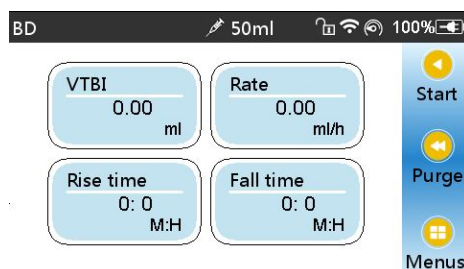 BD 50ml 100%
VTBI
0.00
ml
Rate
0.00
ml/h
Rise time
0: 0
M:H
Fall time
0: 0
M:H
Start
Purge
Menus